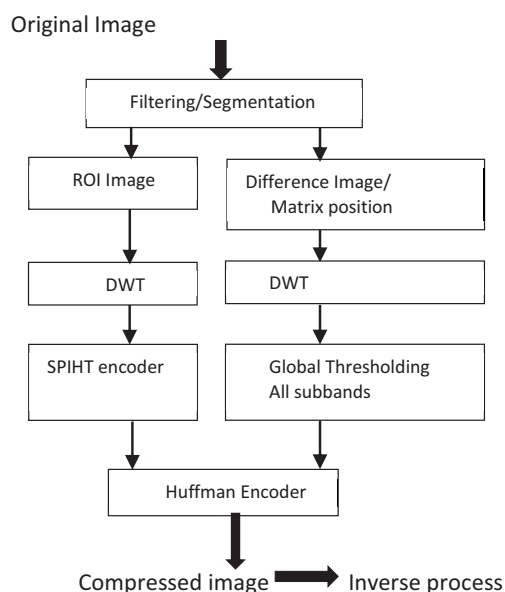 Original Image
Filtering/Segmentation
ROI Image
Difference Image/
Matrix position
DWT
DWT
SPIHT encoder
Global Thresholding
All subbands
Huffman Encoder
Compressed image
Inverse process